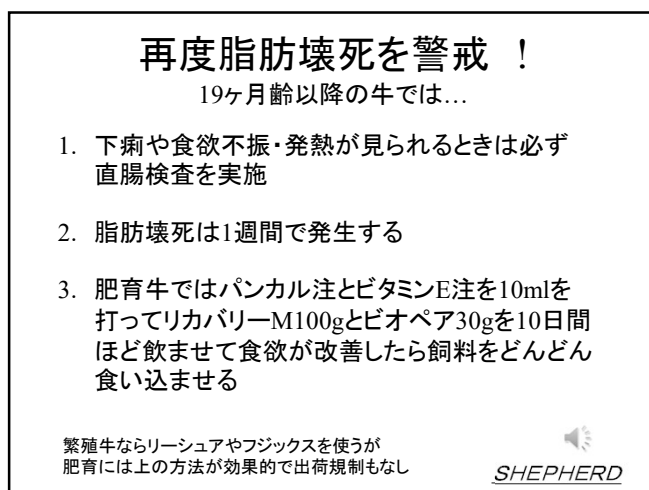 再度脂肪壊死を警戒 !
19ヶ月齢以降の牛では…
1. 下痢や食欲不振・発熱が見られるときは必ず
直腸検査を実施
2. 脂肪壊死は1週間で発生する
3. 肥育牛ではパンカル注とビタミンE注を10mlを
打ってリカバリーM100gとビオペア30gを10日間
ほど飲ませて食欲が改善したら飼料をどんどん
食い込ませる
繁殖牛ならリーシュアやフジックスを使うが
肥育には上の方法が効果的で出荷規制もなし
SHEPHERD